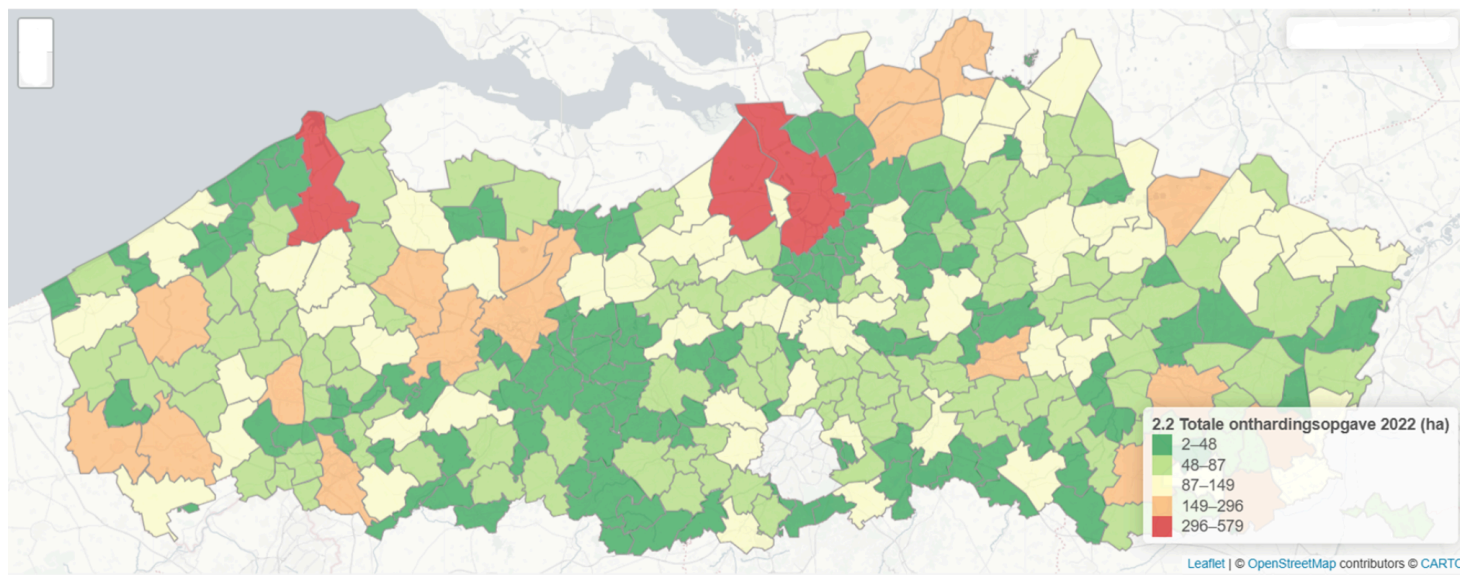 2.2 Totale onthardingsopgave 2022 (ha)
2–48
48–87
87–149
149–296
296–579
Leaflet | © OpenStreetMap contributors © CARTO